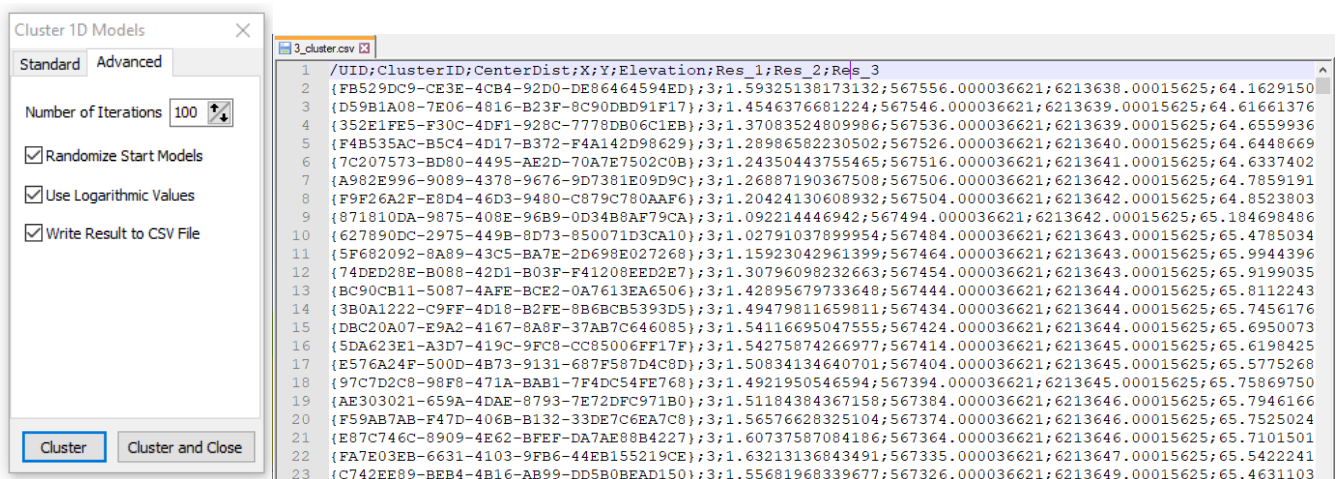 Cluster 1D Models
Standard Advanced
Number of Iterations 100
Randomize Start Models
Use Logarithmic Values
Write Result to CSV File
Cluster Cluster and Close
3_cluster.csv
1 /UID;ClusterID;CenterDist;X;Y;Elevation;Res_1;Res_2;Res_3
2 {FB529DC9-CE3E-4CB4-92D0-DE86464594ED};3;1.59325138173132;567556.000036621;6213638.00015625;64.1629150
3 {D59B1A08-7E06-4816-B23F-8C90DBD91F17};3;1.4546376681224;567546.000036621;6213639.00015625;64.61661376
4 {352E1FE5-F30C-4DF1-928C-7778DB06C1EB};3;1.37083524809986;567536.000036621;6213639.00015625;64.6559936
5 {F4B535AC-B5C4-4D17-B372-F4A142D98629};3;1.28986582230502;567526.000036621;6213640.00015625;64.6448669
6 {7C207573-BD80-4495-AE2D-70A7E7502C0B};3;1.24350443755465;567516.000036621;6213641.00015625;64.6337402
7 {A982E996-9089-4378-9676-9D7381E09D9C};3;1.26887190367508;567506.000036621;6213642.00015625;64.7859191
8 {F9F26A2F-E8D4-46D3-9480-C879C780AAF6};3;1.20424130608932;567504.000036621;6213642.00015625;64.8523803
9 {871810DA-9875-408E-96B9-0D34B8AF79CA};3;1.092214446942;567494.000036621;6213642.00015625;65.184698486
10 {627890DC-2975-449B-8D73-850071D3CA10};3;1.02791037899954;567484.000036621;6213643.00015625;65.4785034
11 {5F682092-8A89-43C5-BA7E-2D698E027268};3;1.15923042961399;567464.000036621;6213643.00015625;65.9944396
12 {74DED28E-B088-42D1-B03F-F41208EED2E7};3;1.30796098232663;567454.000036621;6213643.00015625;65.9199035
13 {BC90CB11-5087-4AFE-BCE2-0A7613EA6506};3;1.42895679733648;567444.000036621;6213644.00015625;65.8112243
14 {3B0A1222-C9FF-4D18-B2FE-8B6BCB5393D5};3;1.49479811659811;567434.000036621;6213644.00015625;65.7456176
15 {DBC20A07-E9A2-4167-8A8F-37AB7C646085};3;1.54116695047555;567424.000036621;6213644.00015625;65.6950073
16 {5DA623E1-A3D7-419C-9FC8-CC85006FF17F};3;1.54275874266977;567414.000036621;6213645.00015625;65.6198425
17 {E576A24F-500D-4B73-9131-687F587D4C8D};3;1.50834134640701;567404.000036621;6213645.00015625;65.5775268
18 {97C7D2C8-98F8-471A-BAB1-7F4DC54FE768};3;1.4921950546594;567394.000036621;6213645.00015625;65.75869750
19 {AE303021-659A-4DAE-8793-7E72DFC971B0};3;1.51184384367158;567384.000036621;6213646.00015625;65.7946166
20 {F59AB7AB-F47D-406B-B132-33DE7C6EA7C8};3;1.56576628325104;567374.000036621;6213646.00015625;65.7525024
21 {E87C746C-8909-4E62-BFEF-DA7AE88B4227};3;1.60737587084186;567364.000036621;6213646.00015625;65.7101501
22 {FA7E03EB-6631-4103-9FB6-44EB155219CE};3;1.63213136843491;567335.000036621;6213647.00015625;65.5422241
23 {C742EE89-BEB4-4B16-AB99-DD5B0BEAD150};3;1.55681968339677;567326.000036621;6213649.00015625;65.4631103